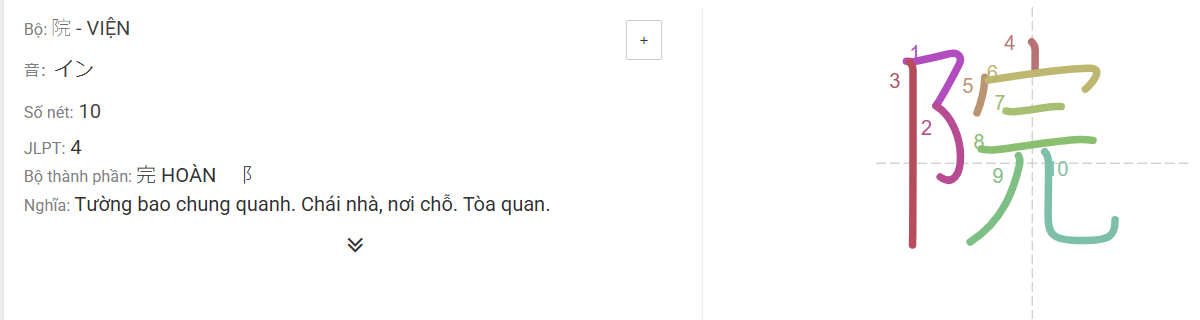 Bộ: 院 - VIỆN
+
音: イン
Số nét: 10
JLPT: 4
Bộ thành phần: 完 HOÀN 阝
Nghĩa: Tường bao chung quanh. Chái nhà, nơi chỗ. Tòa quan.
院
1
2
3
4
5
6
7
8
9
10